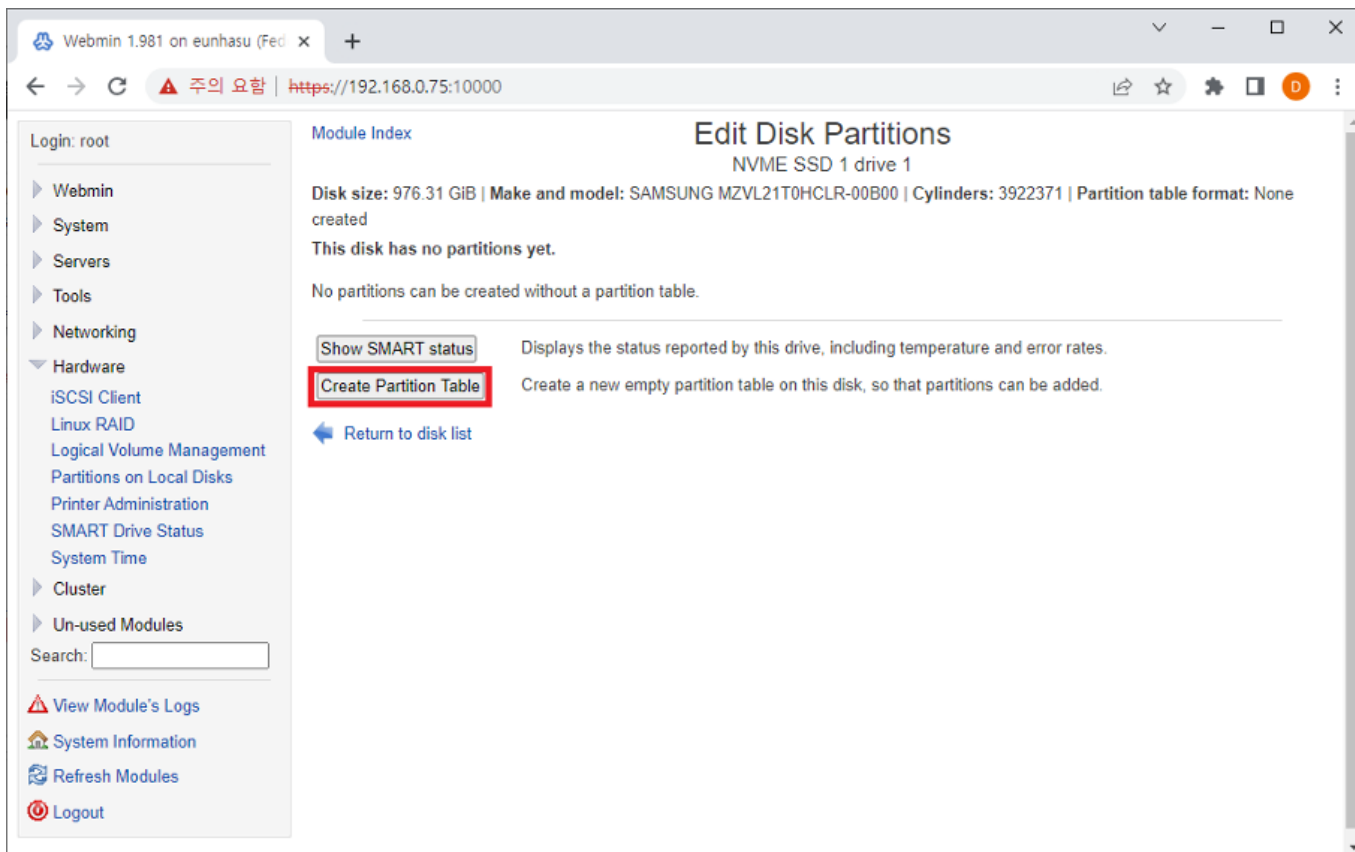 Webmin 1.981 on eunhasu (Fed
주의 요함 | https://192.168.0.75:10000
D
Login: root
Webmin
System
Servers
Tools
Networking
Hardware
iSCSI Client
Linux RAID
Logical Volume Management
Partitions on Local Disks
Printer Administration
SMART Drive Status
System Time
Cluster
Un-used Modules
Search:
View Module's Logs
System Information
Refresh Modules
Logout
Module Index
Edit Disk Partitions
NVME SSD 1 drive 1
Disk size: 976.31 GiB | Make and model: SAMSUNG MZVL21T0HCLR-00B00 | Cylinders: 3922371 | Partition table format: None
created
This disk has no partitions yet.
No partitions can be created without a partition table.
Show SMART status Displays the status reported by this drive, including temperature and error rates.
Create Partition Table Create a new empty partition table on this disk, so that partitions can be added.
Return to disk list